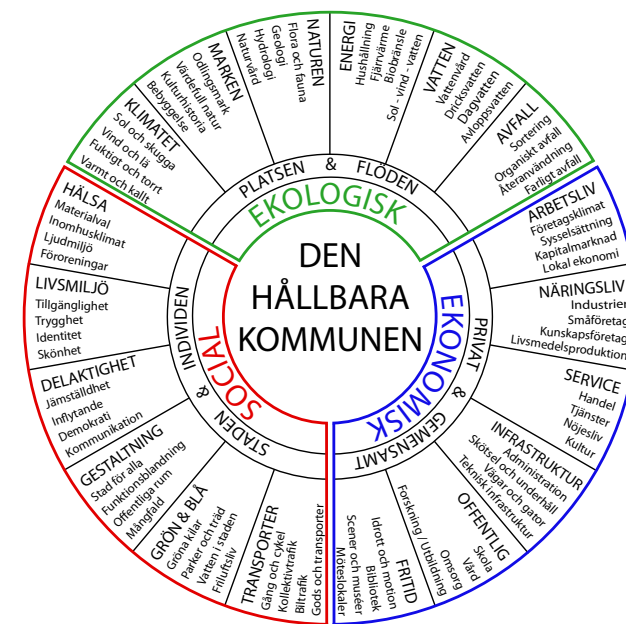 DEN
HÅLLBARA
KOMMUNEN
EKOLOGISK
PLATSEN & FLÖDEN
KLIMATET
Sol och skugga
Vind och lä
Fuktigt och torrt
Varmt och kallt
MARKEN
Odlingsmark
Värdefull natur
Kulturhistoria
Bebyggelse
NATUREN
Flora och fauna
Geologi
Hydrologi
Naturvård
ENERGI
Hushållning
Fjärvärme
Biobränsle
Sol - vind - vatten
VATTEN
Vattenvård
Dricksvatten
Dagvatten
Avloppsvatten
AVFALL
Sortering
Organiskt avfall
Återanvändning
Farligt avfall
EKONOMISK
PRIVAT & GEMENSAMT
ARBETSLIV
Företagsklimat
Sysselsättning
Kapitalmarknad
Lokal ekonomi
NÄRINGSLIV
Industrier
Småföretag
Kunskapsföretag
Livsmedelsproduktion
SERVICE
Handel
Tjänster
Nöjesliv
Kultur
INFRASTRUKTUR
Administration
Skötsel och underhåll
Vägar och gator
Teknisk infrastruktur
OFFENTLIG
Skola
Vård
Omsorg
Forskning / Utbildning
FRITID
Idrott och motion
Bibliotek
Scener och muséer
Möteslokaler
SOCIAL
STADEN & INDIVIDEN
HÄLSA
Materialval
Inomhusklimat
Ljudmiljö
Föroreningar
LIVSMILJÖ
Tillgänglighet
Trygghet
Identitet
Skönhet
DELAKTIGHET
Jämställdhet
Inflytande
Demokrati
Kommunikation
GESTALTNING
Stad för alla
Funktionsblandning
Offentliga rum
Mångfald
GRÖN & BLÅ
Gröna kilar
Parker och träd
Vatten i staden
Friluftsliv
TRANSPORTER
Gång och cykel
Kollektivtrafik
Biltrafik
Gods och transporter